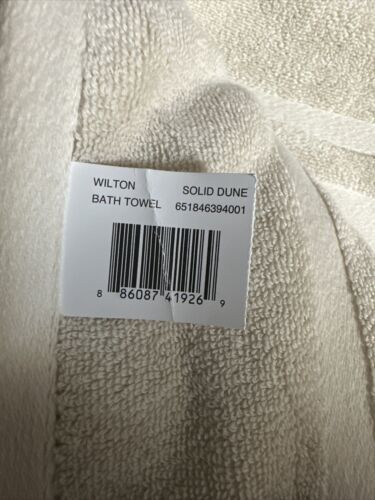 WILTON SOLID DUNE
BATH TOWEL 651846394001
8 86087 41926 9